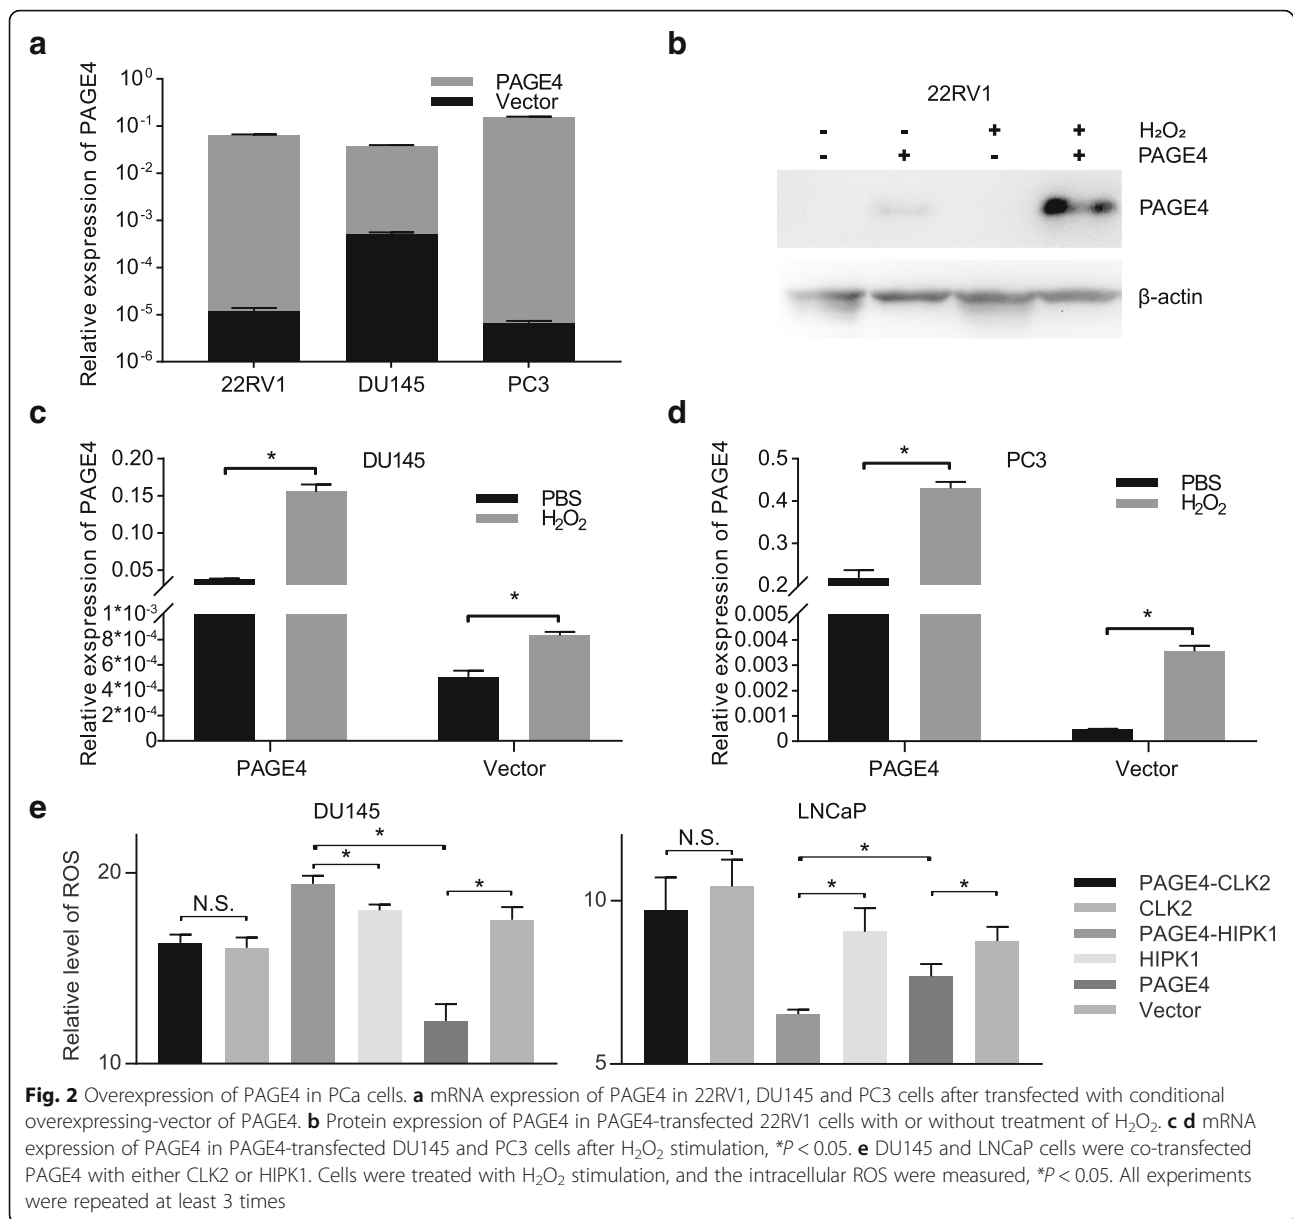 a
Relative exspression of PAGE4
10⁰
10⁻¹
10⁻²
10⁻³
10⁻⁴
10⁻⁵
10⁻⁶
PAGE4
Vector
22RV1
DU145
PC3
b
22RV1
- - + + H₂O₂
- + - + PAGE4
PAGE4
β-actin
c
Relative exspression of PAGE4
DU145
0.20
0.15
0.10
0.05
1*10⁻³
8*10⁻⁴
6*10⁻⁴
4*10⁻⁴
2*10⁻⁴
0
*
*
PBS
H₂O₂
PAGE4
Vector
d
Relative exspression of PAGE4
PC3
0.5
0.4
0.3
0.2
0.005
0.004
0.003
0.002
0.001
0
*
*
PBS
H₂O₂
PAGE4
Vector
e
Relative level of ROS
DU145
20
10
N.S.
*
*
*
LNCaP
10
5
N.S.
*
*
*
PAGE4-CLK2
CLK2
PAGE4-HIPK1
HIPK1
PAGE4
Vector
Fig. 2 Overexpression of PAGE4 in PCa cells. a mRNA expression of PAGE4 in 22RV1, DU145 and PC3 cells after transfected with conditional
overexpressing-vector of PAGE4. b Protein expression of PAGE4 in PAGE4-transfected 22RV1 cells with or without treatment of H₂O₂. c d mRNA
expression of PAGE4 in PAGE4-transfected DU145 and PC3 cells after H₂O₂ stimulation, *P < 0.05. e DU145 and LNCaP cells were co-transfected
PAGE4 with either CLK2 or HIPK1. Cells were treated with H₂O₂ stimulation, and the intracellular ROS were measured, *P < 0.05. All experiments
were repeated at least 3 times